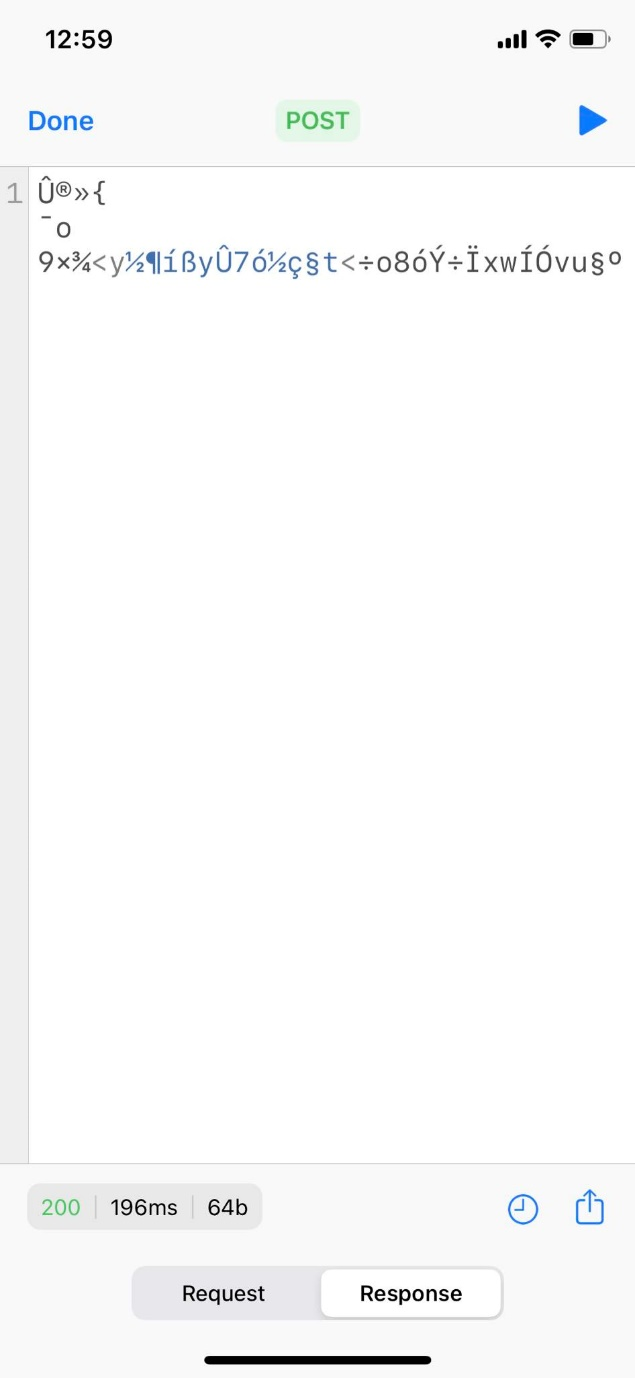 12:59
Done
POST
1
Û®»{
¯o
9×¾<y½¶íßyÛ7ó½ç§t<÷o8óÝ÷ÏxwÍÓvu§º
200
196ms
64b
Request
Response